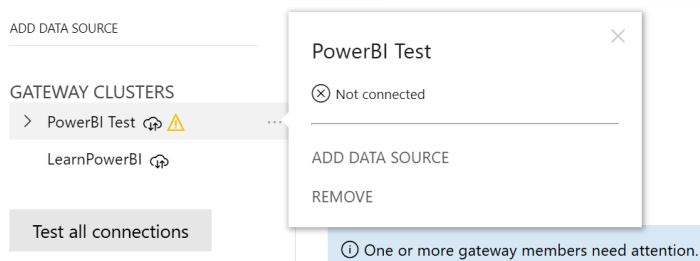 ADD DATA SOURCE
GATEWAY CLUSTERS
PowerBI Test
LearnPowerBI
Test all connections
PowerBI Test
Not connected
ADD DATA SOURCE
REMOVE
One or more gateway members need attention.